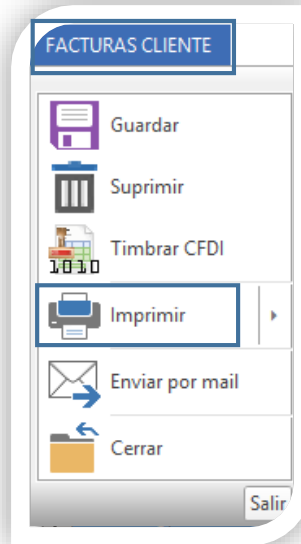 FACTURAS CLIENTE
Guardar
Suprimir
Timbrar CFDI
1010
Imprimir
Enviar por mail
Cerrar
Salir